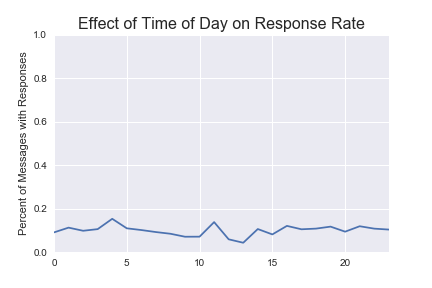 Effect of Time of Day on Response Rate
Percent of Messages with Responses
1.0
0.8
0.6
0.4
0.2
0.0
0 5 10 15 20